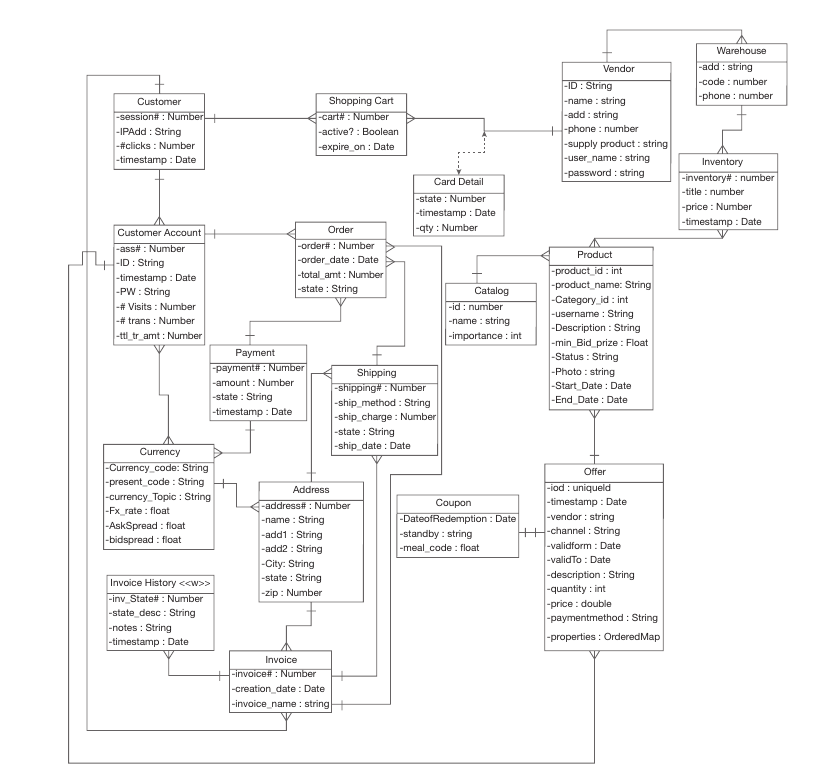 Customer
-session# : Number
-IPAdd : String
-#clicks : Number
-timestamp : Date
Shopping Cart
-cart# : Number
-active? : Boolean
-expire_on : Date
Vendor
-ID : String
-name : string
-add : string
-phone : number
-supply product : string
-user_name : string
-password : string
Warehouse
-add : string
-code : number
-phone : number
Card Detail
-state : Number
-timestamp : Date
-qty : Number
Inventory
-inventory# : number
-title : number
-price : Number
-timestamp : Date
Customer Account
-ass# : Number
-ID : String
-timestamp : Date
-PW : String
-# Visits : Number
-# trans : Number
-ttl_tr_amt : Number
Order
-order# : Number
-order_date : Date
-total_amt : Number
-state : String
Catalog
-id : number
-name : string
-importance : int
Product
-product_id : int
-product_name: String
-Category_id : int
-username : String
-Description : String
-min_Bid_prize : Float
-Status : String
-Photo : string
-Start_Date : Date
-End_Date : Date
Payment
-payment# : Number
-amount : Number
-state : String
-timestamp : Date
Shipping
-shipping# : Number
-ship_method : String
-ship_charge : Number
-state : String
-ship_date : Date
Currency
-Currency_code: String
-present_code : String
-currency_Topic : String
-Fx_rate : float
-AskSpread : float
-bidspread : float
Address
-address# : Number
-name : String
-add1 : String
-add2 : String
-City: String
-state : String
-zip : Number
Coupon
-DateofRedemption : Date
-standby : string
-meal_code : float
Offer
-iod : uniqueId
-timestamp : Date
-vendor : string
-channel : String
-validform : Date
-validTo : Date
-description : String
-quantity : int
-price : double
-paymentmethod : String
-properties : OrderedMap
Invoice History <<w>>
-inv_State# : Number
-state_desc : String
-notes : String
-timestamp : Date
Invoice
-invoice# : Number
-creation_date : Date
-invoice_name : string